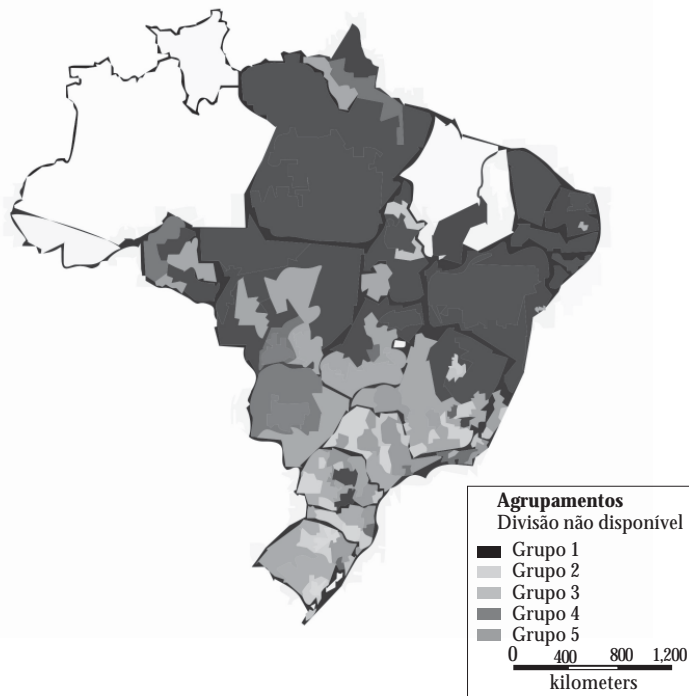 Agrupamentos
Divisão não disponível
Grupo 1
Grupo 2
Grupo 3
Grupo 4
Grupo 5
0 400 800 1,200
kilometers